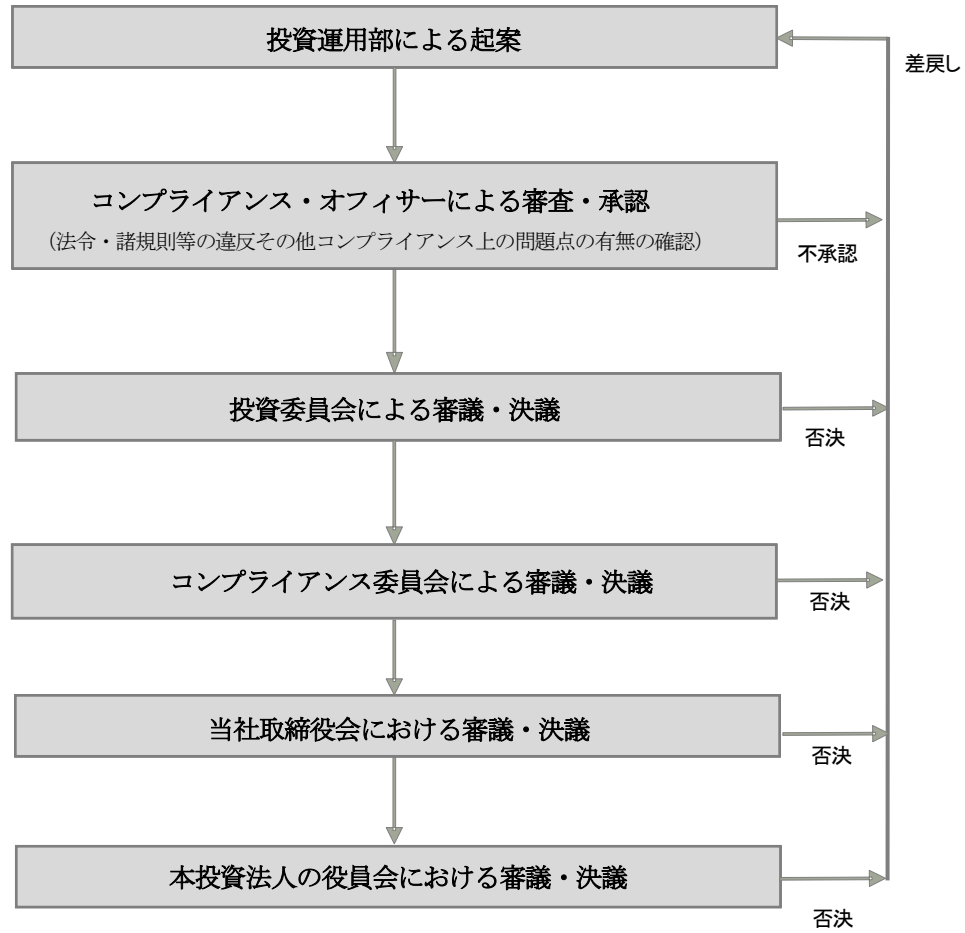 投資運用部による起案
差戻し
コンプライアンス・オフィサーによる審査・承認
（法令・諸規則等の違反その他コンプライアンス上の問題点の有無の確認）
不承認
投資委員会による審議・決議
否決
コンプライアンス委員会による審議・決議
否決
当社取締役会における審議・決議
否決
本投資法人の役員会における審議・決議
否決